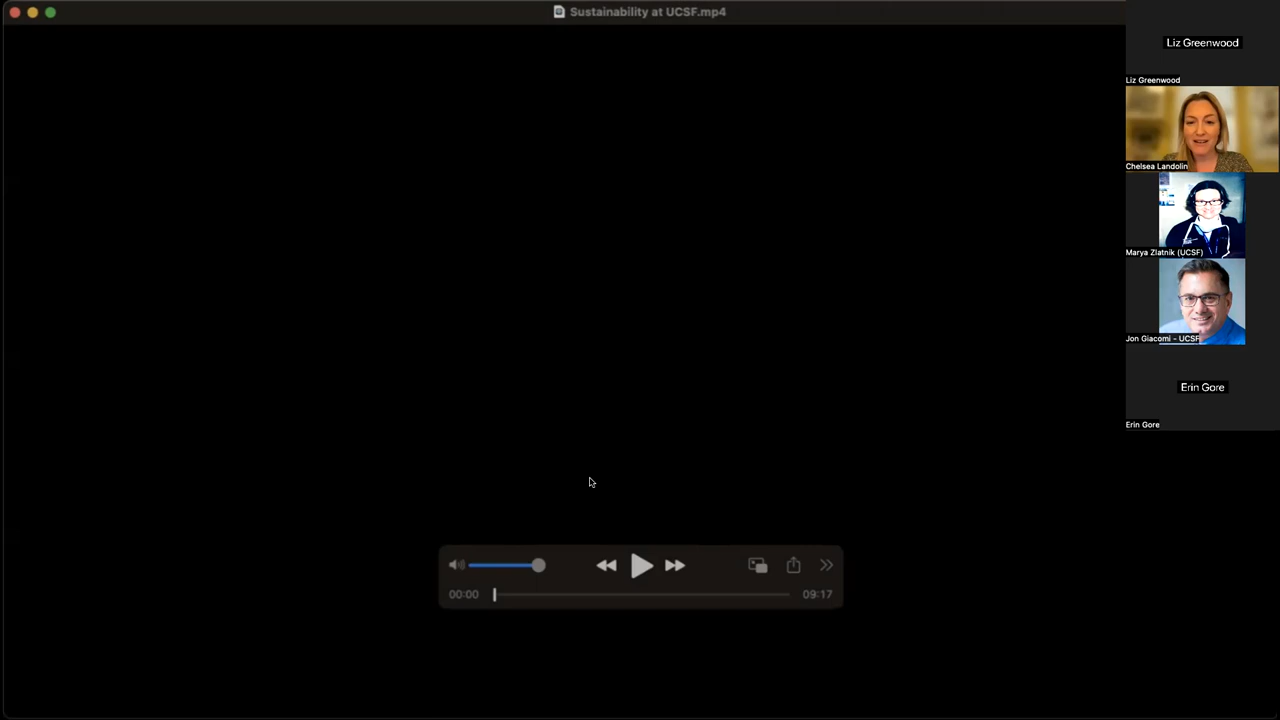 Sustainability at UCSF.mp4
Liz Greenwood
Liz Greenwood
Chelsea Landolin
Marya Zlatnik (UCSF)
Jon Giacomi - UCSF
Erin Gore
Erin Gore
00:00
09:17